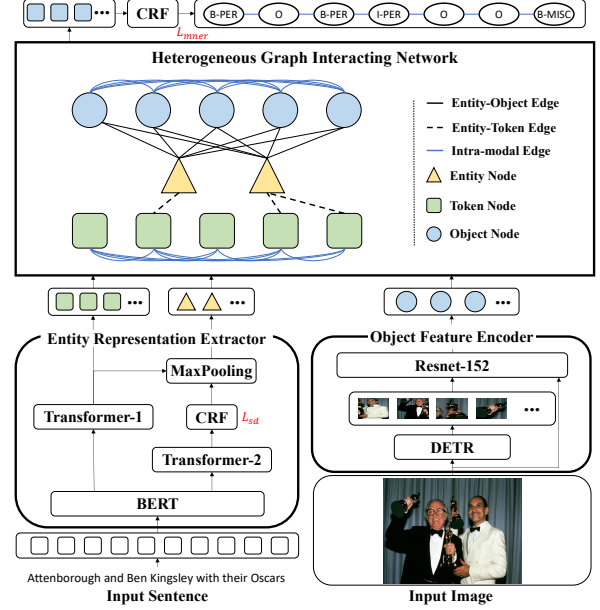 CRF
L_mner
B-PER O B-PER I-PER O O B-MISC
Heterogeneous Graph Interacting Network
Entity-Object Edge
Entity-Token Edge
Intra-modal Edge
Entity Node
Token Node
Object Node
Entity Representation Extractor
MaxPooling
Transformer-1
CRF
L_sd
Transformer-2
BERT
Attenborough and Ben Kingsley with their Oscars
Input Sentence
Object Feature Encoder
Resnet-152
DETR
Input Image